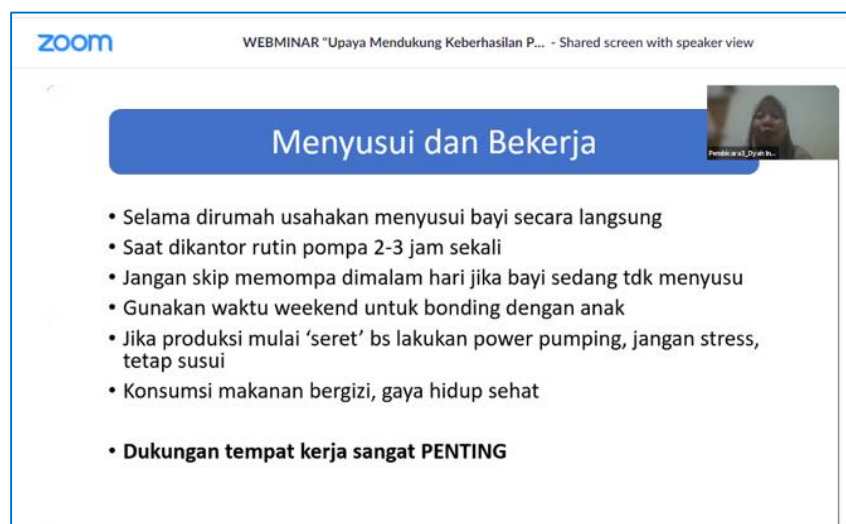 zoom
WEBMINAR "Upaya Mendukung Keberhasilan P... - Shared screen with speaker view
Menyusui dan Bekerja
Pembicara3_Dyah In...
• Selama dirumah usahakan menyusui bayi secara langsung
• Saat dikantor rutin pompa 2-3 jam sekali
• Jangan skip memompa dimalam hari jika bayi sedang tdk menyusu
• Gunakan waktu weekend untuk bonding dengan anak
• Jika produksi mulai ‘seret’ bs lakukan power pumping, jangan stress,
tetap susui
• Konsumsi makanan bergizi, gaya hidup sehat
• Dukungan tempat kerja sangat PENTING